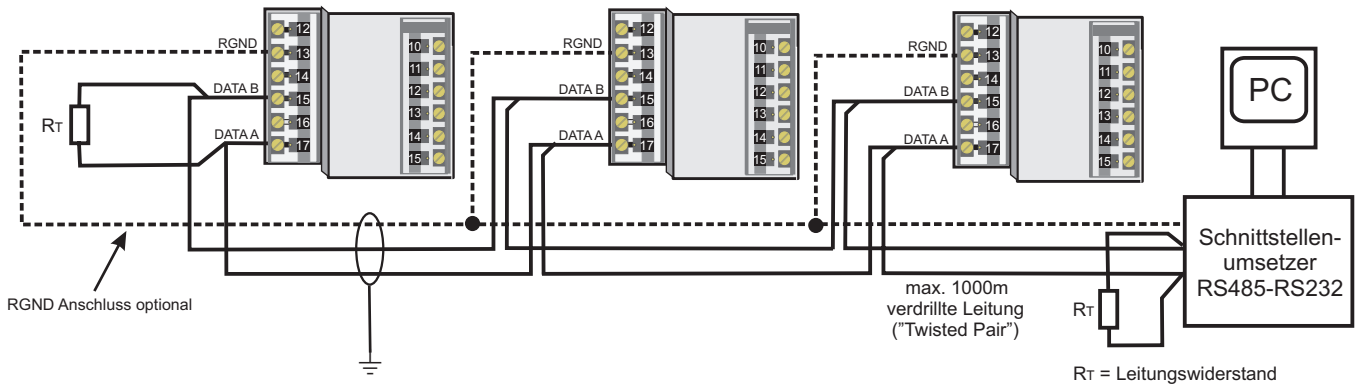 12
RGND
13
14
DATA B
15
16
DATA A
17
10
11
12
13
14
15
RT
12
RGND
13
14
DATA B
15
16
DATA A
17
10
11
12
13
14
15
12
RGND
13
14
DATA B
15
16
DATA A
17
10
11
12
13
14
15
PC
Schnittstellen-
umsetzer
RS485-RS232
RGND Anschluss optional
max. 1000m
verdrillte Leitung
("Twisted Pair")
RT
RT = Leitungswiderstand